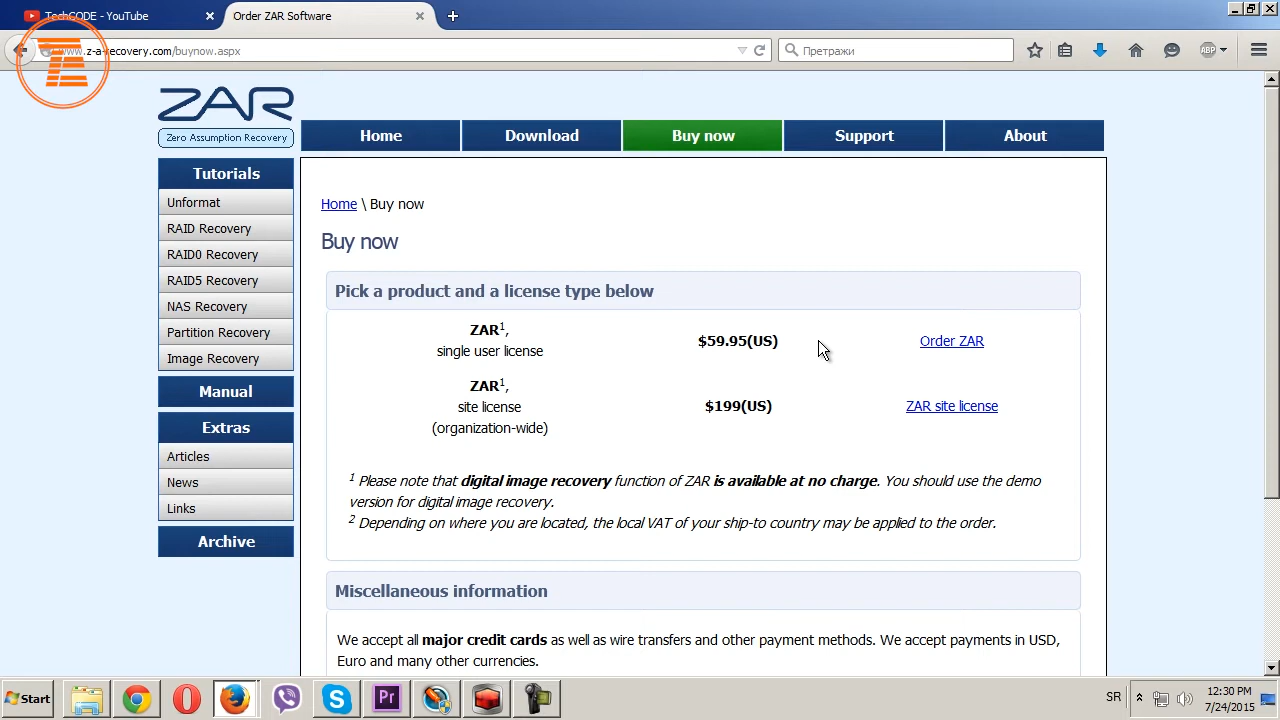 TechCODE - YouTube
Order ZAR Software
www.z-a-recovery.com/buynow.aspx
Претражи
ABP
ZAR
Zero Assumption Recovery
Home
Download
Buy now
Support
About
Tutorials
Unformat
RAID Recovery
RAID0 Recovery
RAID5 Recovery
NAS Recovery
Partition Recovery
Image Recovery
Manual
Extras
Articles
News
Links
Archive
Home \ Buy now
Buy now
Pick a product and a license type below
ZAR1,
single user license
$59.95(US)
Order ZAR
ZAR1,
site license
(organization-wide)
$199(US)
ZAR site license
1 Please note that digital image recovery function of ZAR is available at no charge. You should use the demo
version for digital image recovery.
2 Depending on where you are located, the local VAT of your ship-to country may be applied to the order.
Miscellaneous information
We accept all major credit cards as well as wire transfers and other payment methods. We accept payments in USD,
Euro and many other currencies.
Start
Pr
SR
12:30 PM
7/24/2015